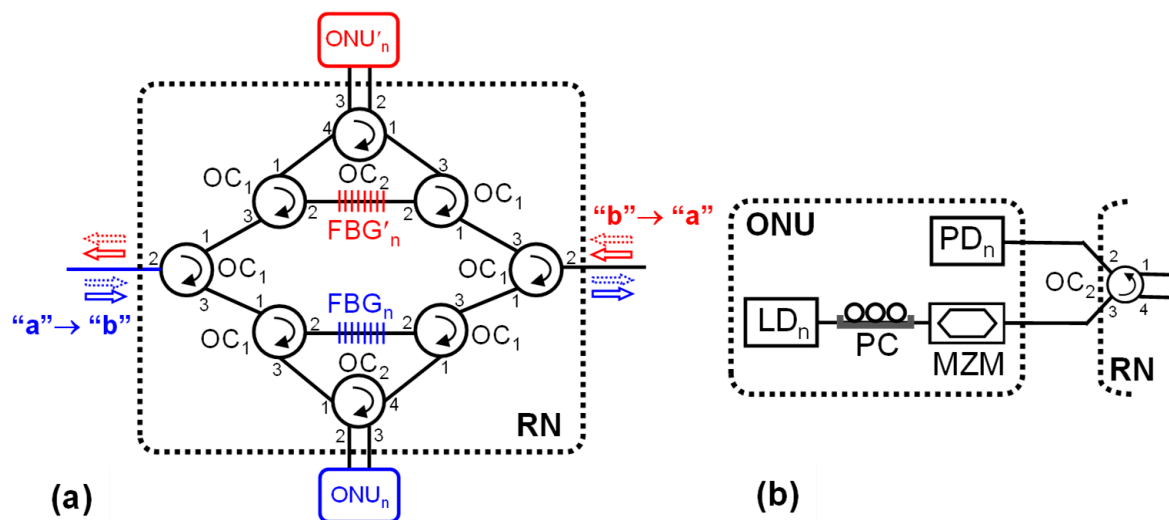 ONU′n
3 2
4 1
OC2
1 3
OC1 OC1
2 2
3 FBG′n 1
"b"→ "a"
1 3
2 OC1 OC1 2
3 1
"a"→ "b"
FBGn
1 3
2 2
OC1 OC1
3 OC2 1
1 4
2 3
RN
ONUn
(a)
ONU
PDn
2 1
OC2
3 4
LDn
PC
MZM
RN
(b)